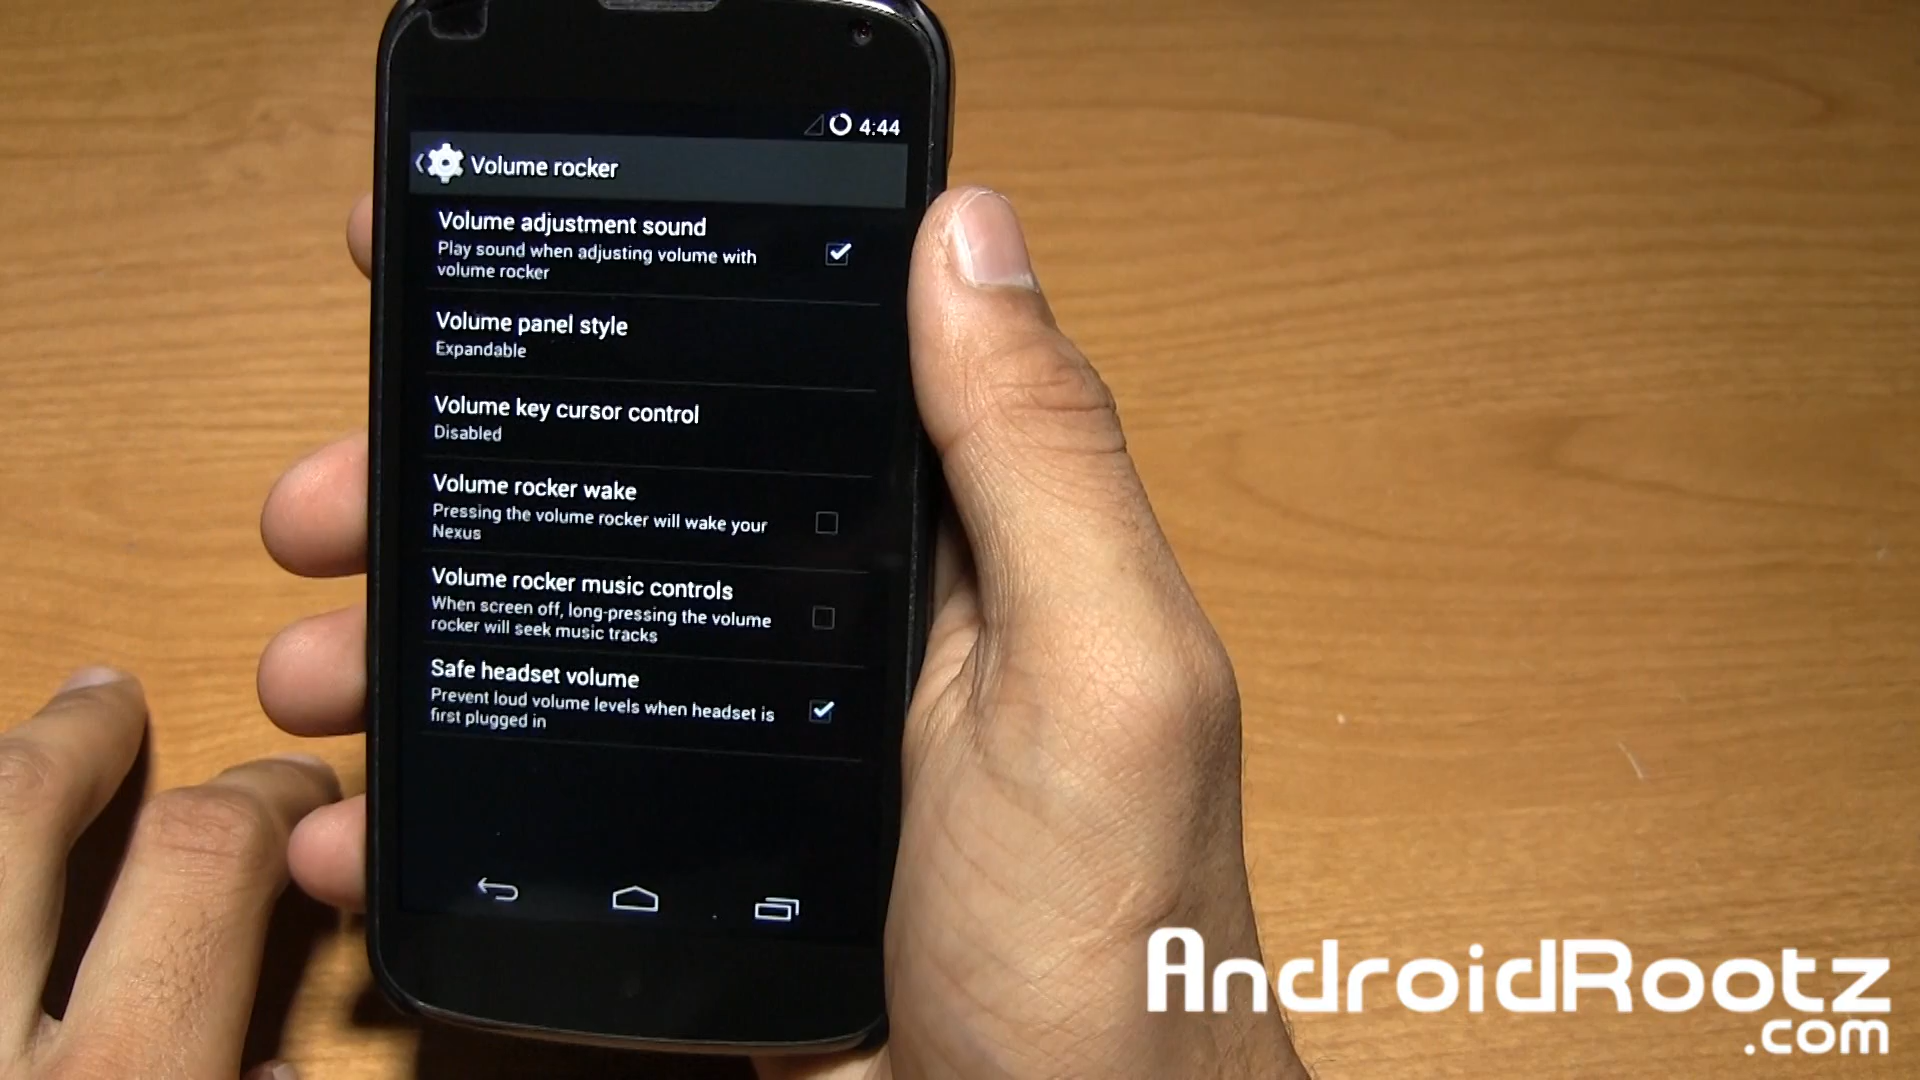 4:44
Volume rocker
Volume adjustment sound
Play sound when adjusting volume with
volume rocker
Volume panel style
Expandable
Volume key cursor control
Disabled
Volume rocker wake
Pressing the volume rocker will wake your
Nexus
Volume rocker music controls
When screen off, long-pressing the volume
rocker will seek music tracks
Safe headset volume
Prevent loud volume levels when headset is
first plugged in
AndroidRootz
.com